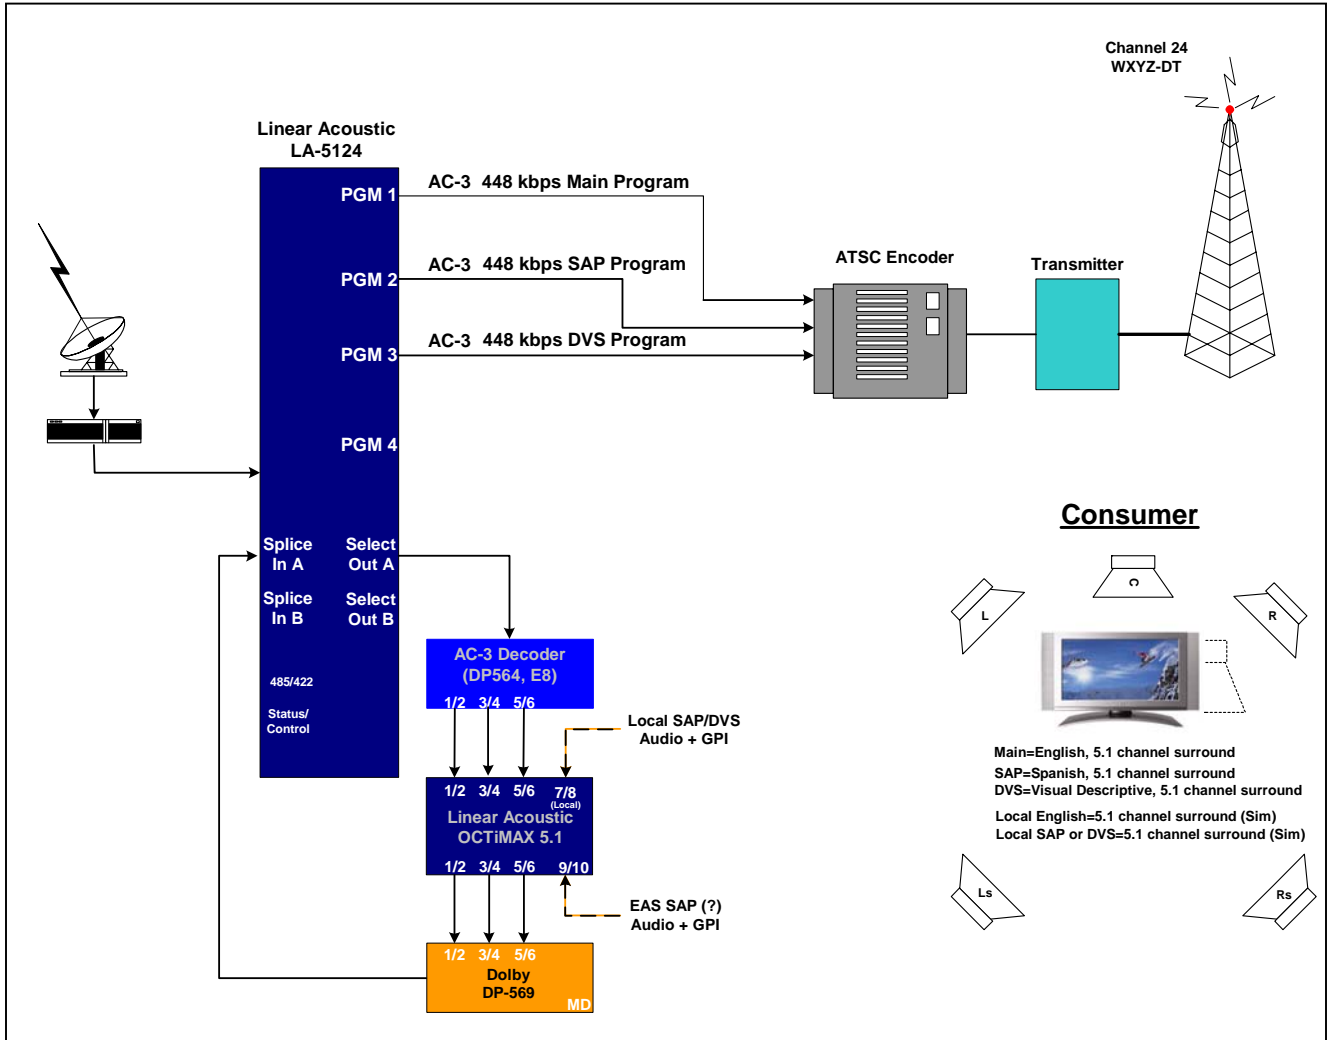 Channel 24
WXYZ-DT
Linear Acoustic
LA-5124
PGM 1
AC-3 448 kbps Main Program
PGM 2
AC-3 448 kbps SAP Program
PGM 3
AC-3 448 kbps DVS Program
PGM 4
ATSC Encoder
Transmitter
Splice
In A
Select
Out A
Splice
In B
Select
Out B
485/422
Status/
Control
AC-3 Decoder
(DP564, E8)
1/2 3/4 5/6
Local SAP/DVS
Audio + GPI
1/2 3/4 5/6 7/8
(Local)
Linear Acoustic
OCTiMAX 5.1
1/2 3/4 5/6 9/10
EAS SAP (?)
Audio + GPI
1/2 3/4 5/6
Dolby
DP-569
MD
Consumer
C
L
R
Main=English, 5.1 channel surround
SAP=Spanish, 5.1 channel surround
DVS=Visual Descriptive, 5.1 channel surround
Local English=5.1 channel surround (Sim)
Local SAP or DVS=5.1 channel surround (Sim)
Ls
Rs